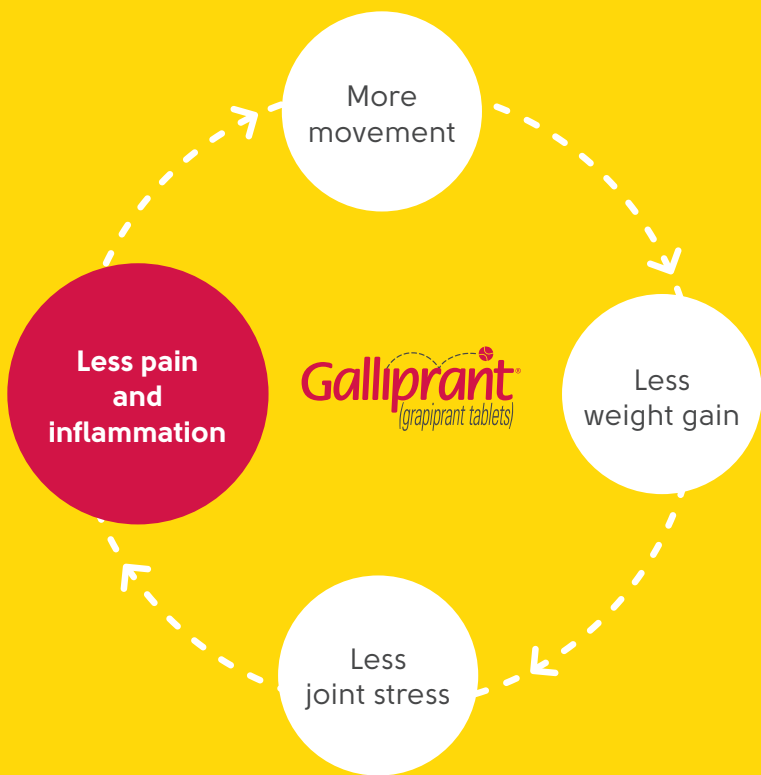 More
movement
Less pain
and
inflammation
Galliprant®
(grapiprant tablets)
Less
weight gain
Less
joint stress